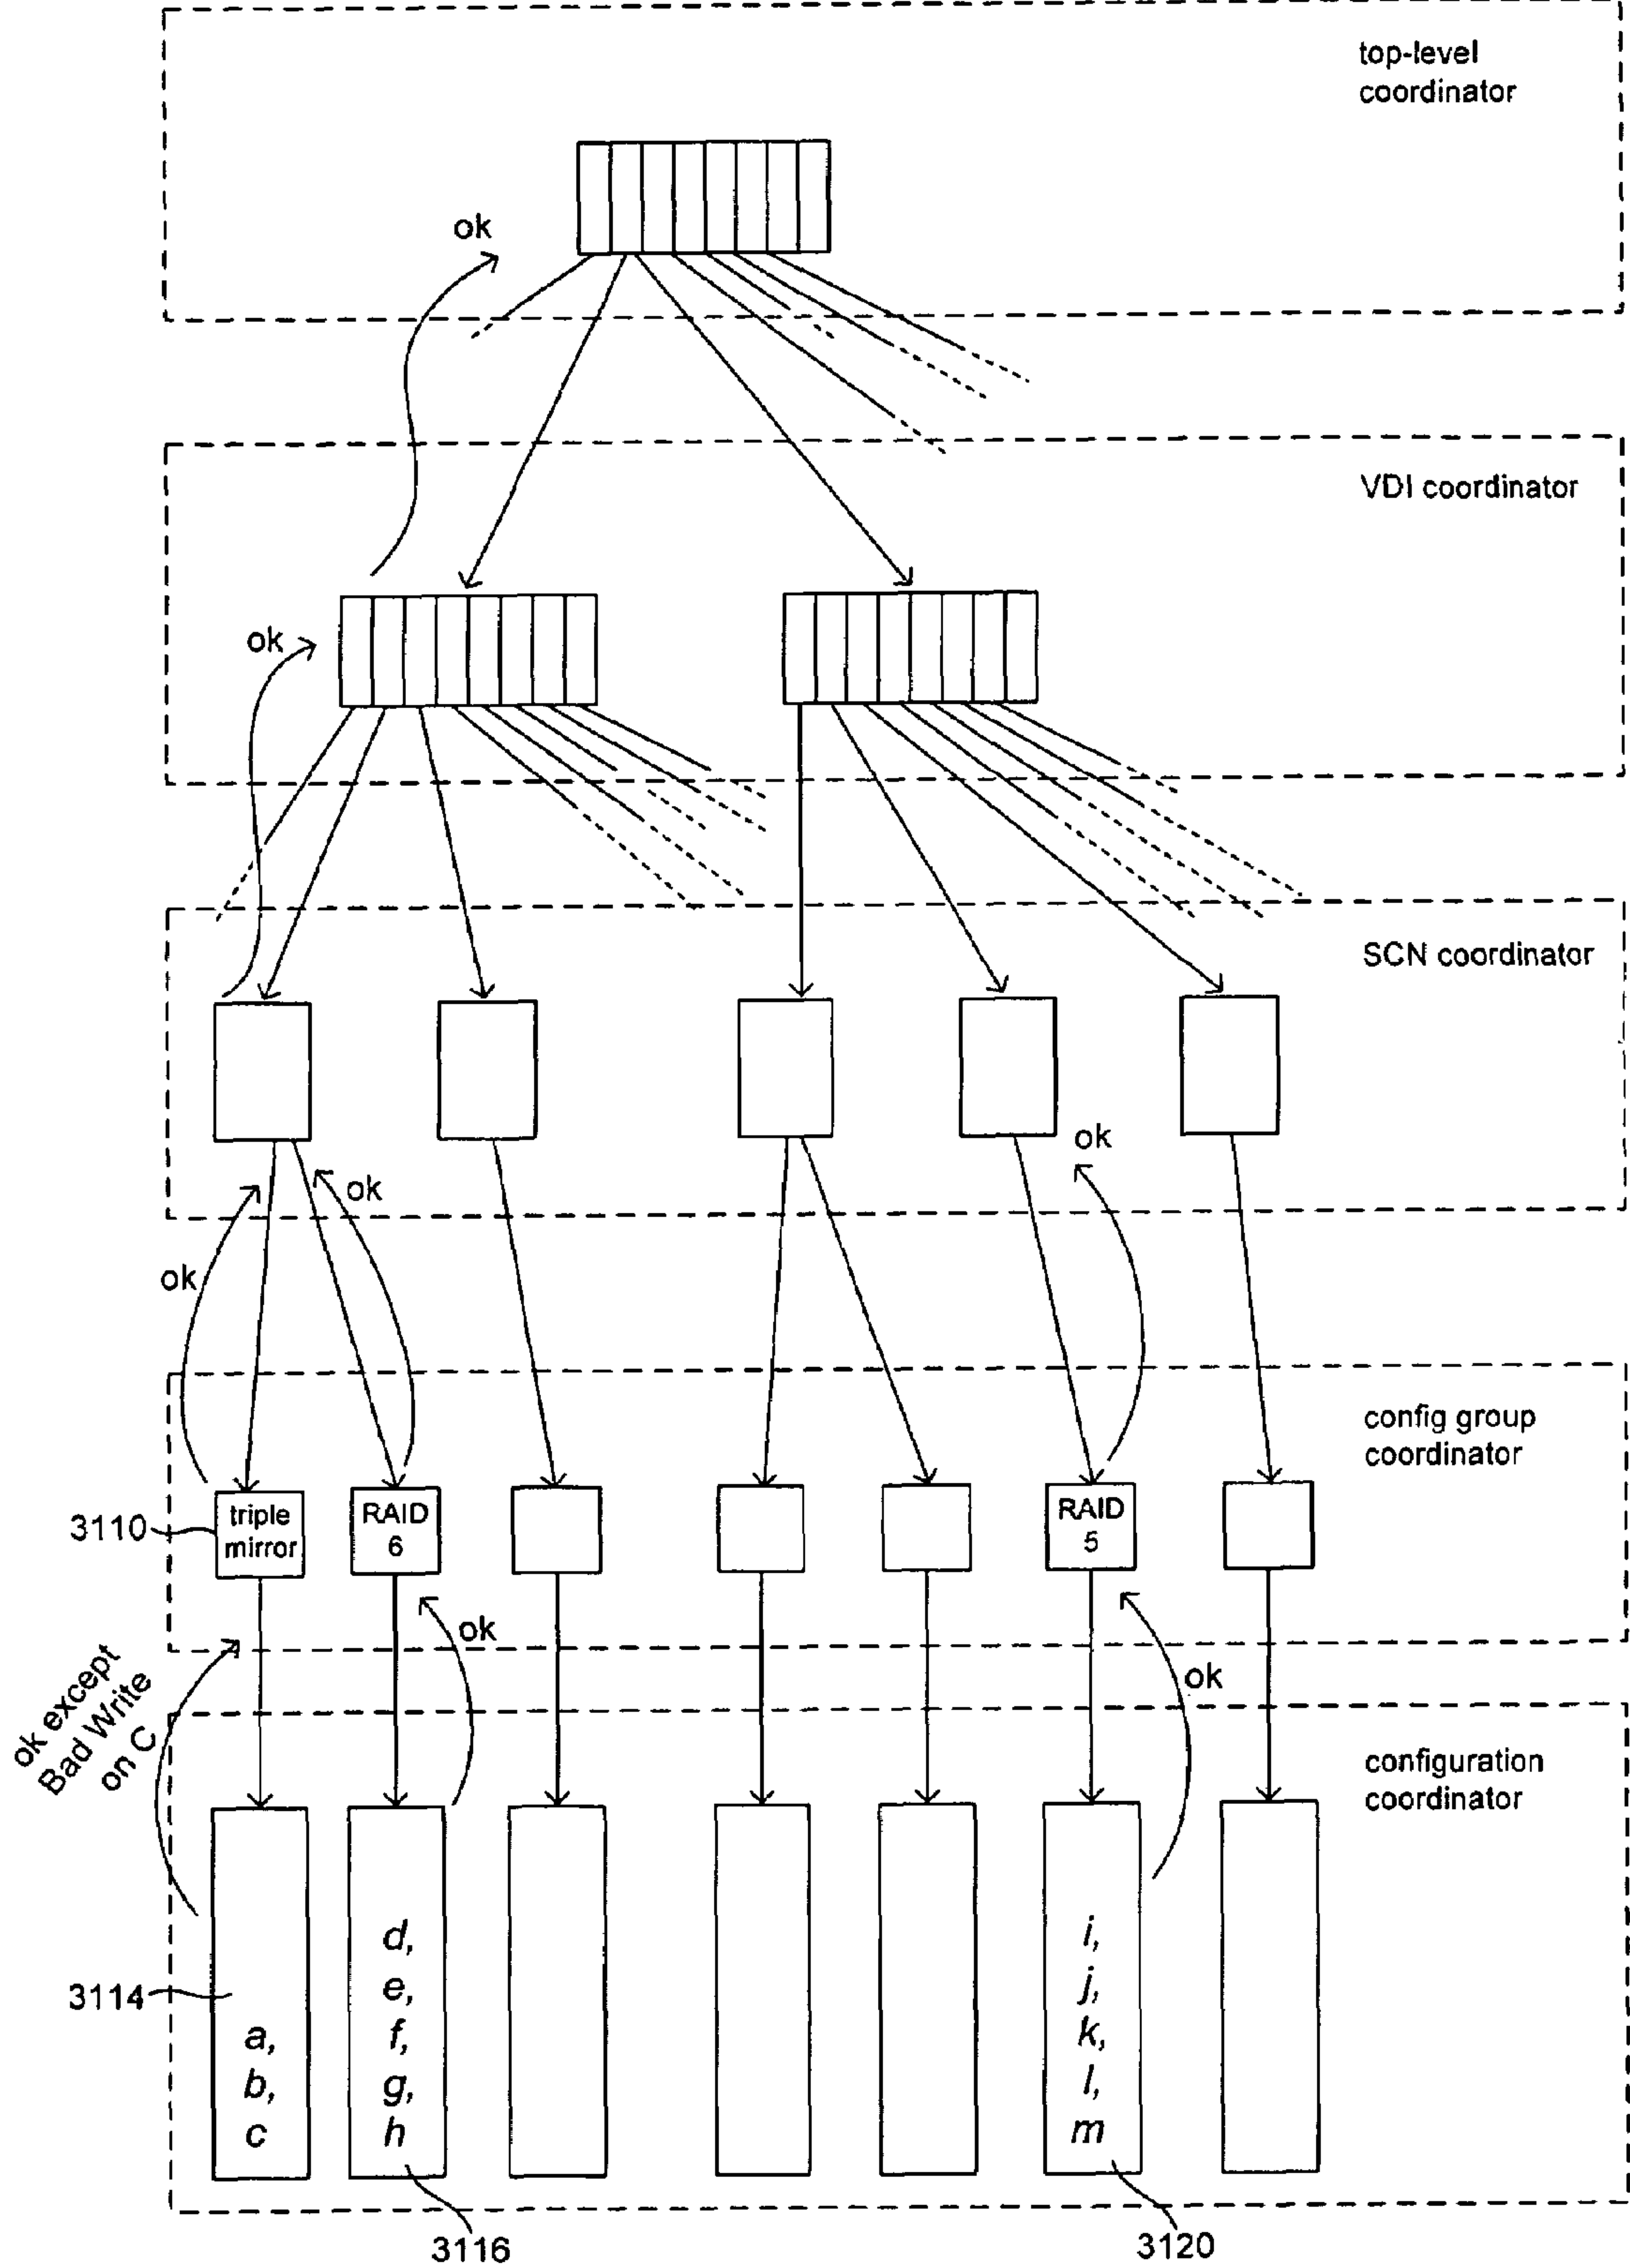 top-level
coordinator
ok
VDI coordinator
ok
SCN coordinator
ok
ok
ok
config group
coordinator
3110
triple
mirror
RAID
6
RAID
5
ok
ok except
Bad Write
on C
ok
configuration
coordinator
3114
a,
b,
c
d,
e,
f,
g,
h
i,
j,
k,
l,
m
3116
3120